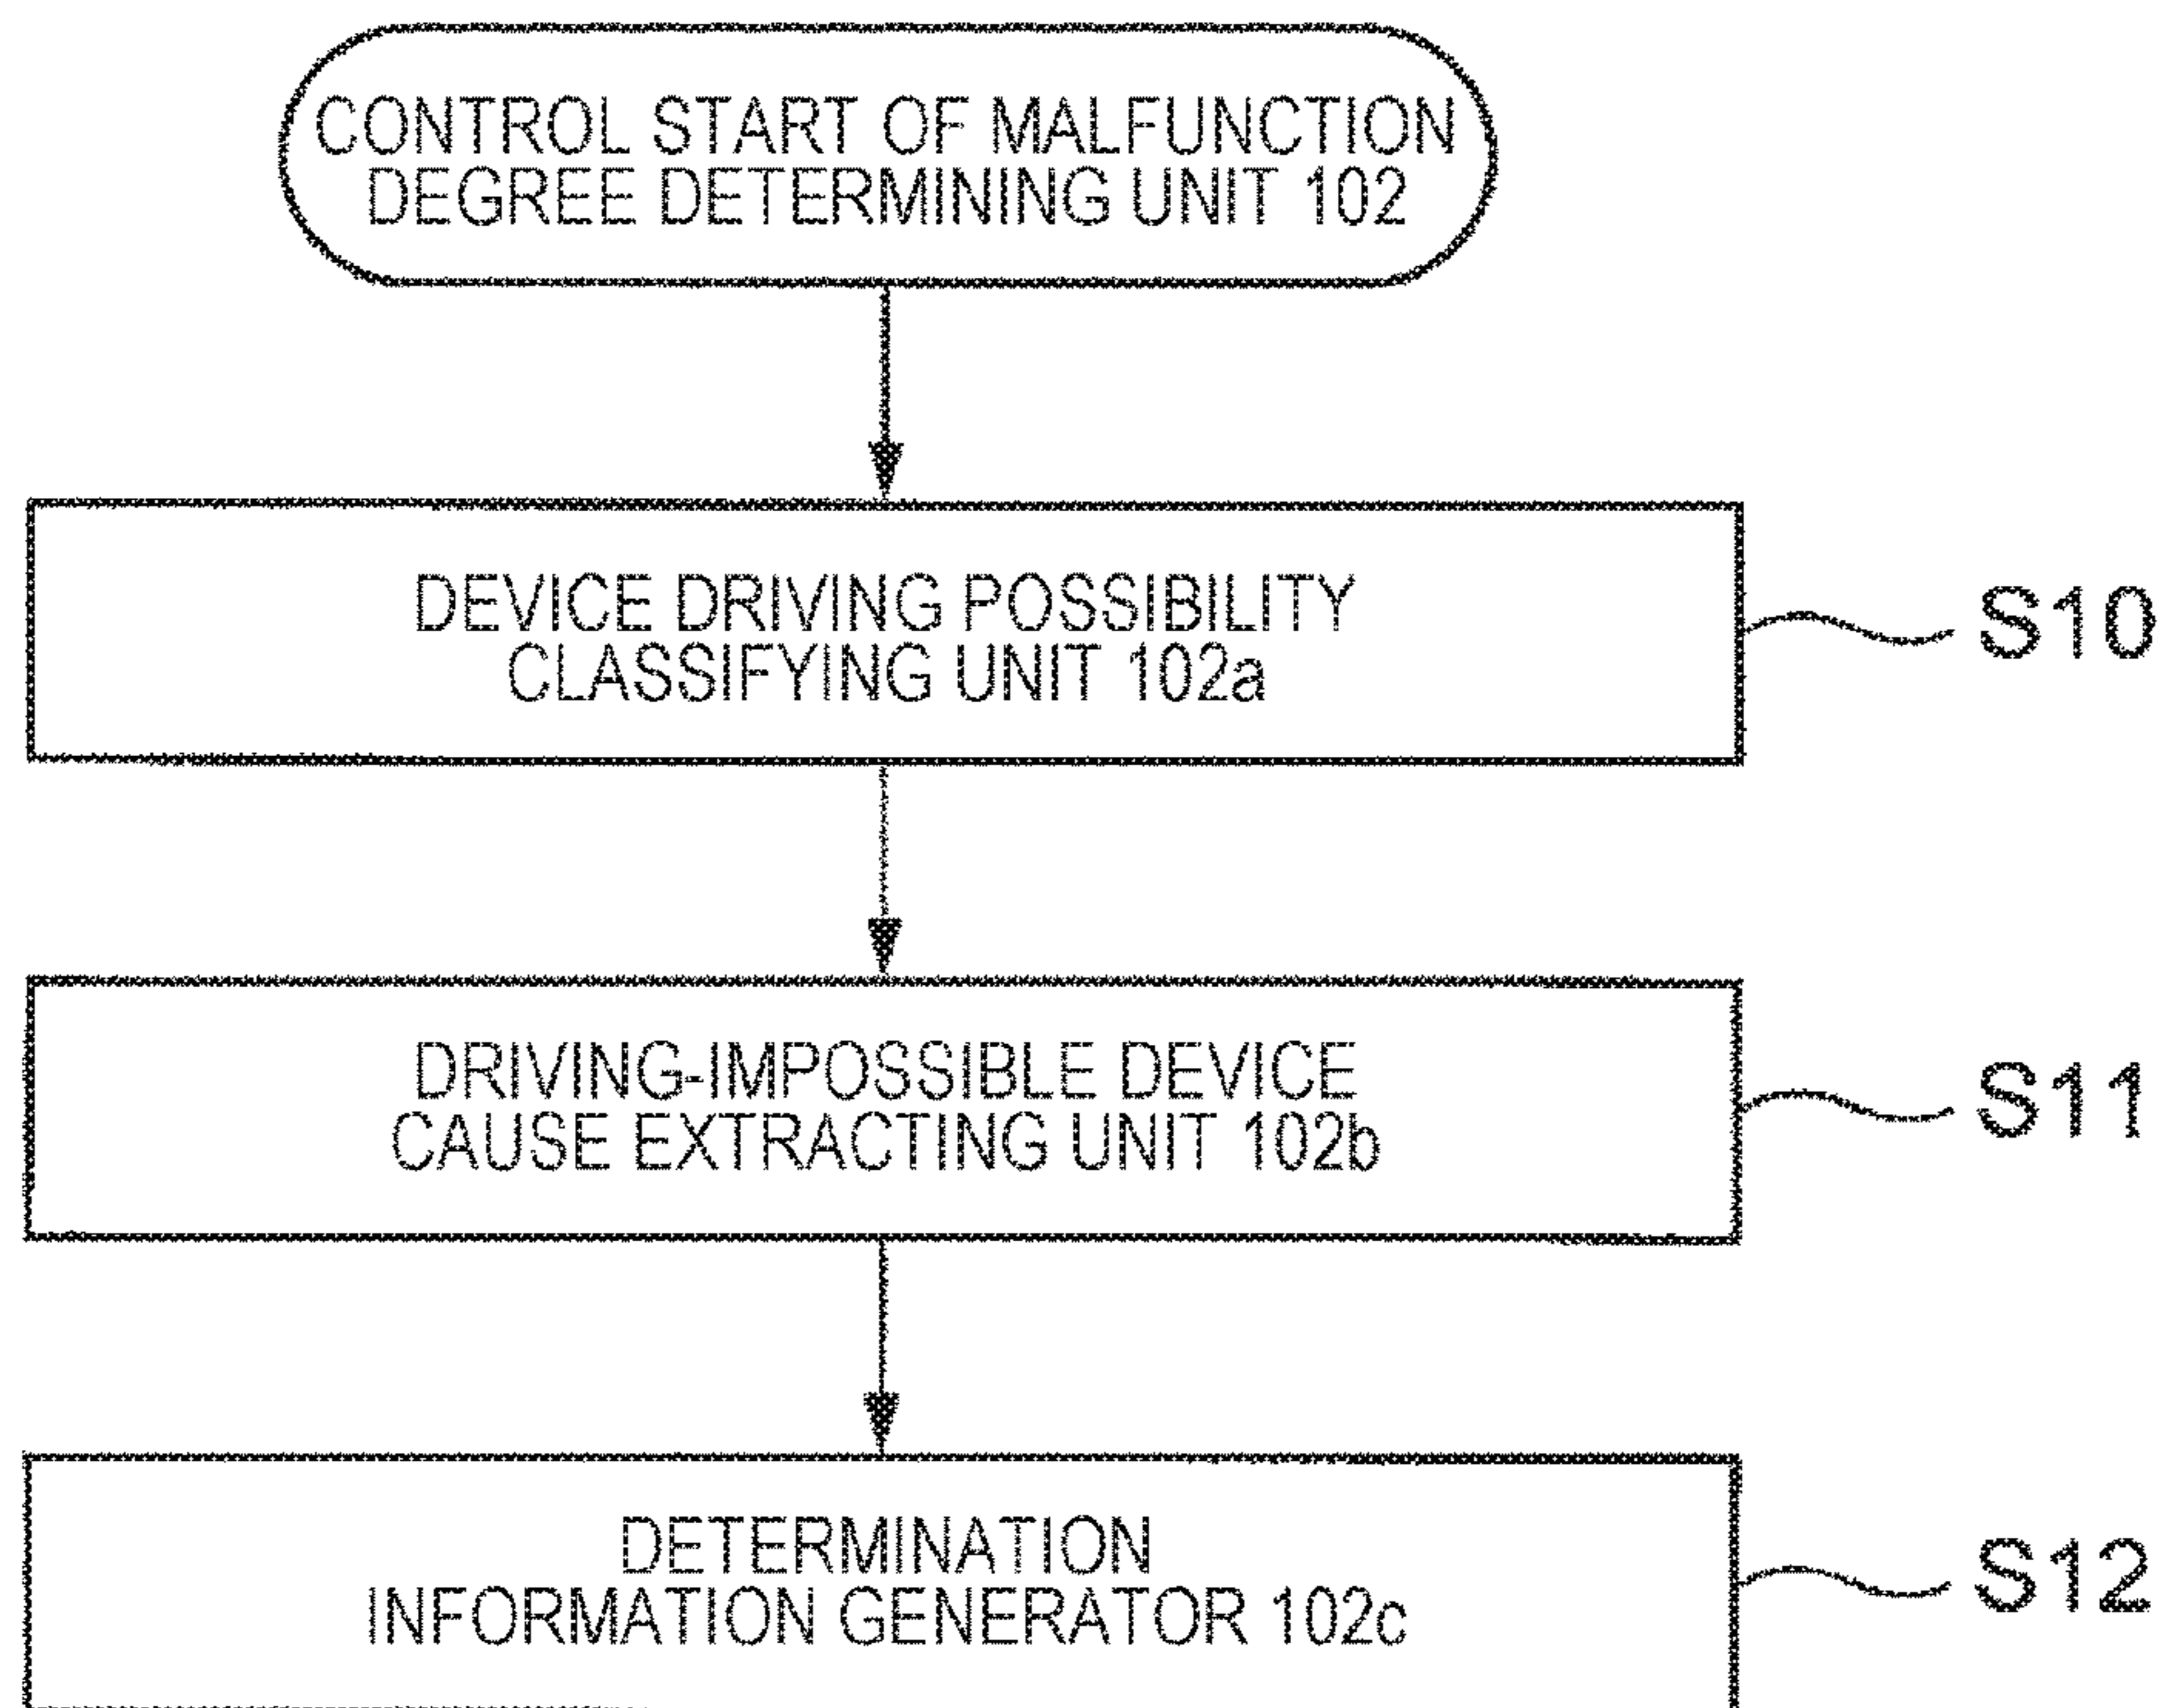 CONTROL START OF MALFUNCTION
DEGREE DETERMINING UNIT 102
DEVICE DRIVING POSSIBILITY
CLASSIFYING UNIT 102a
S10
DRIVING-IMPOSSIBLE DEVICE
CAUSE EXTRACTING UNIT 102b
S11
DETERMINATION
INFORMATION GENERATOR 102c
S12